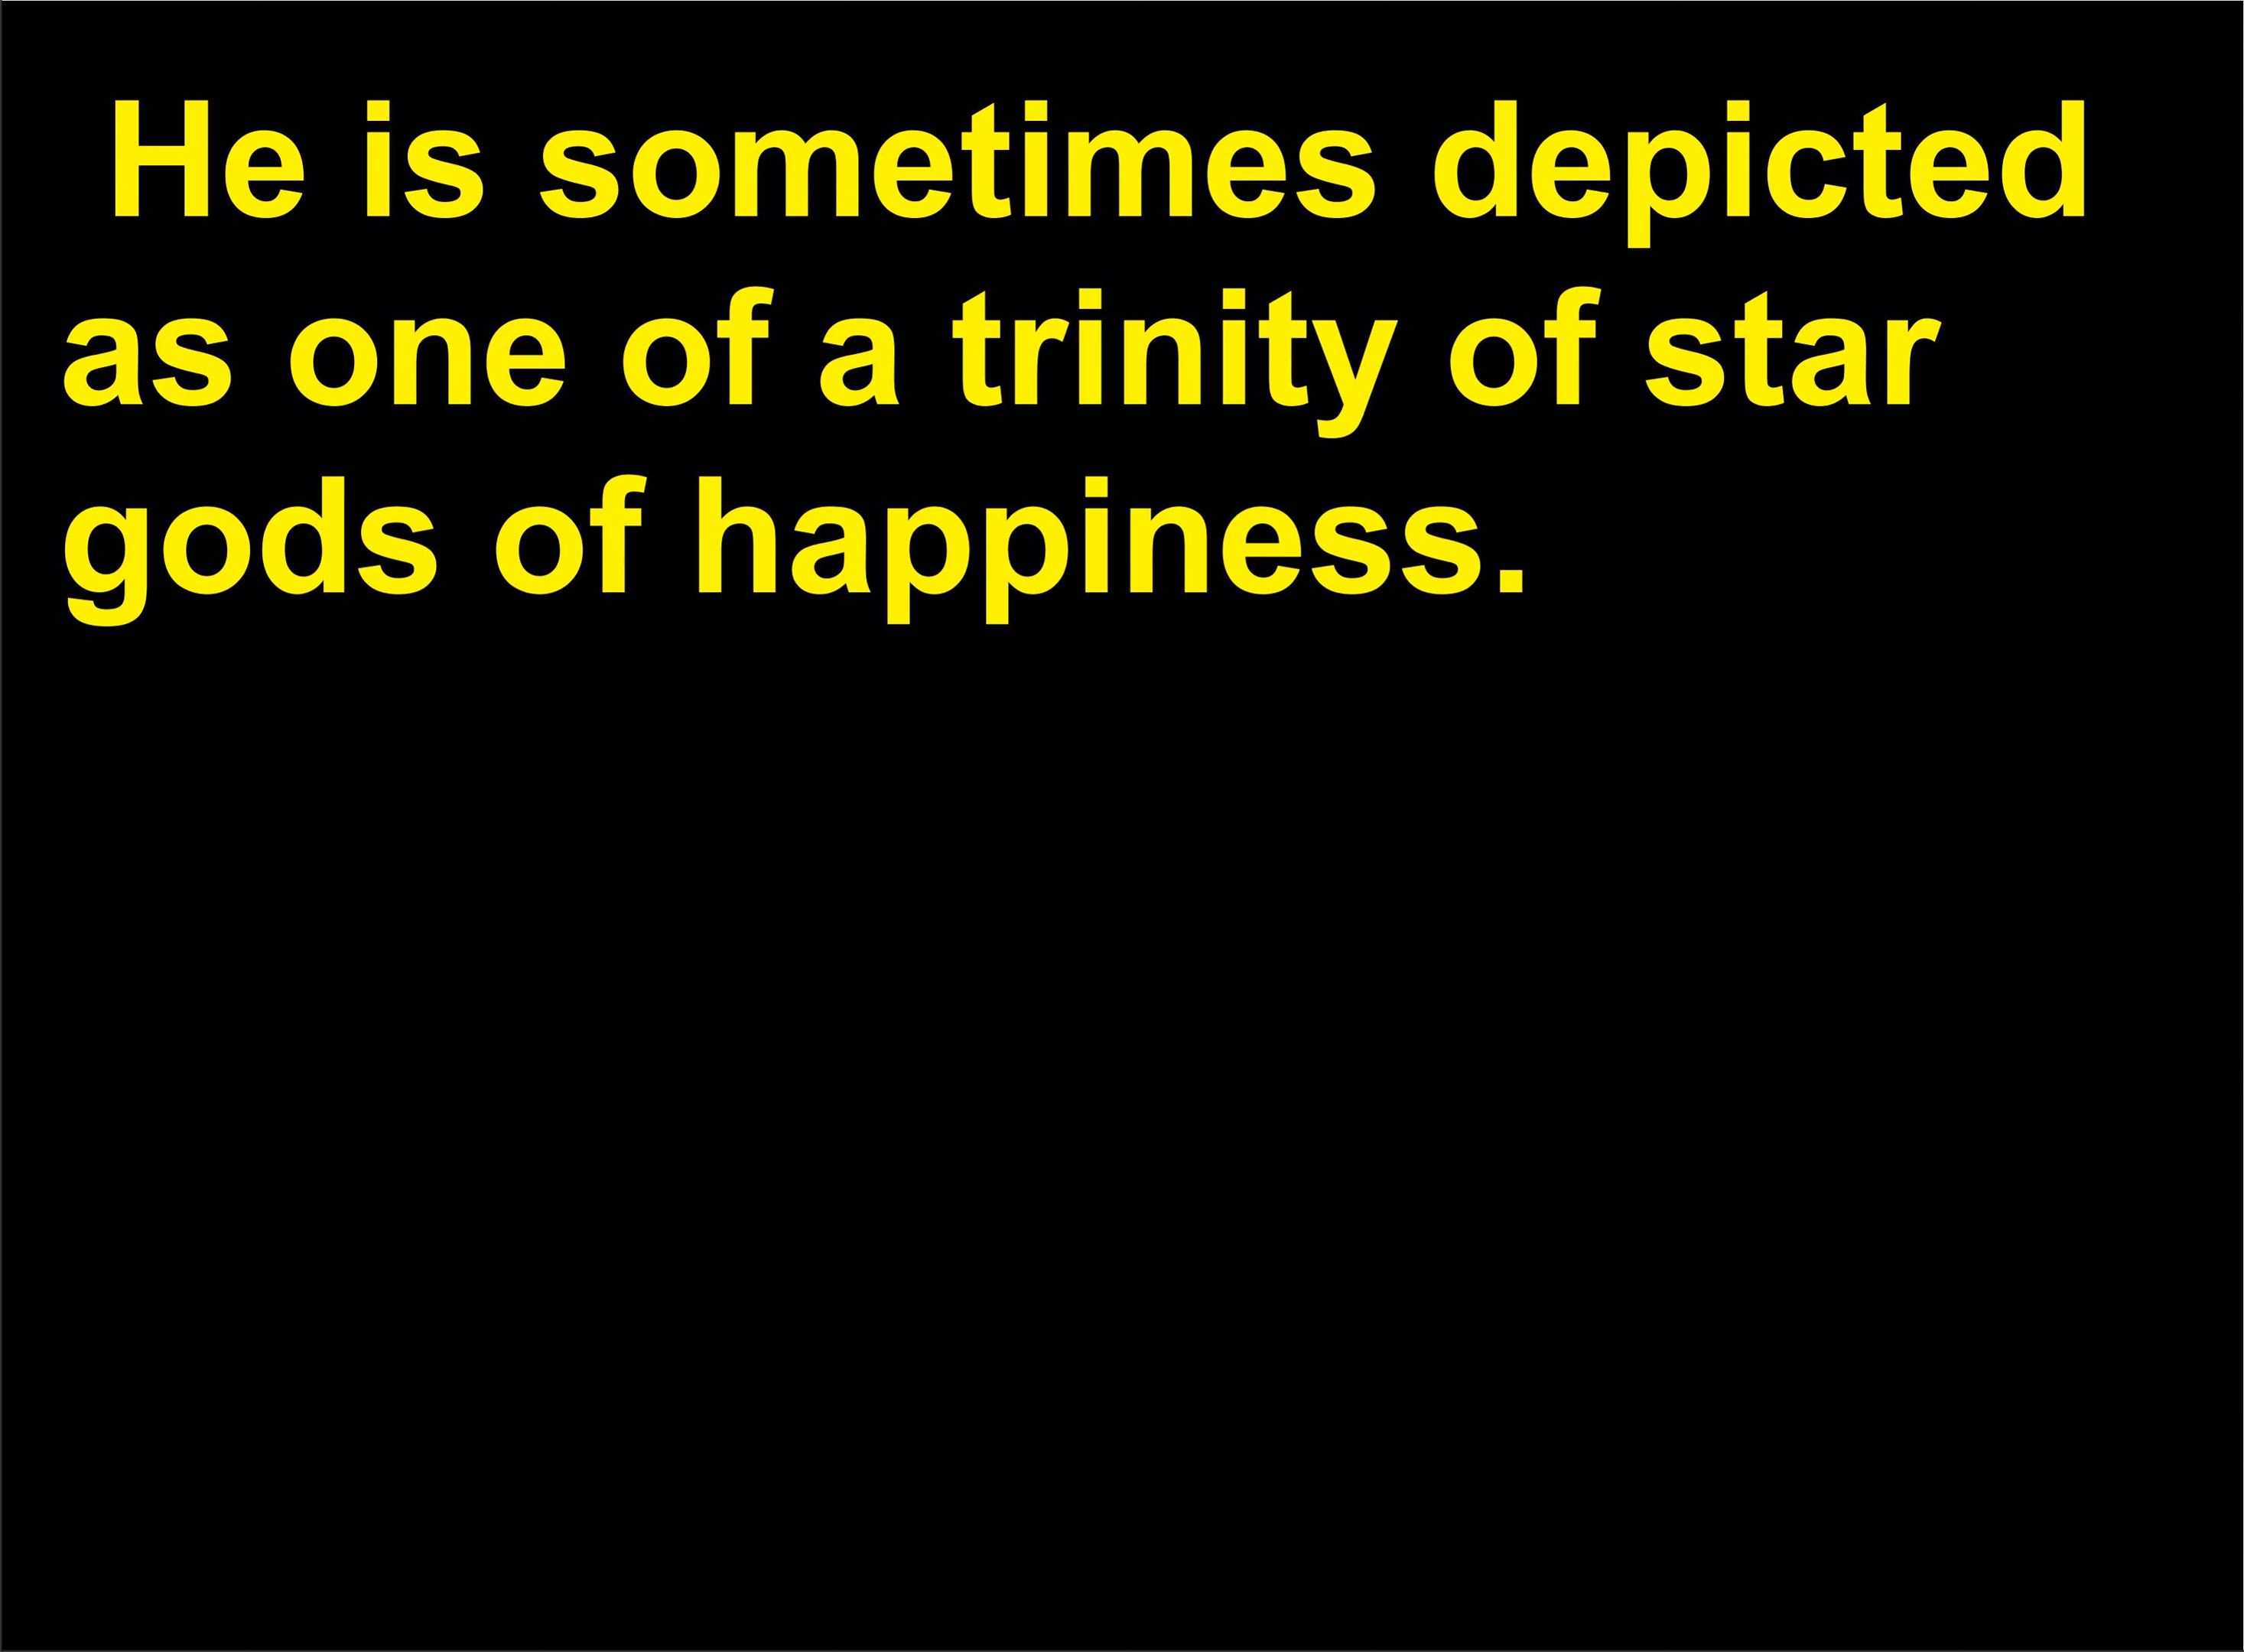 He is sometimes depicted
as one of a trinity of star
gods of happiness.